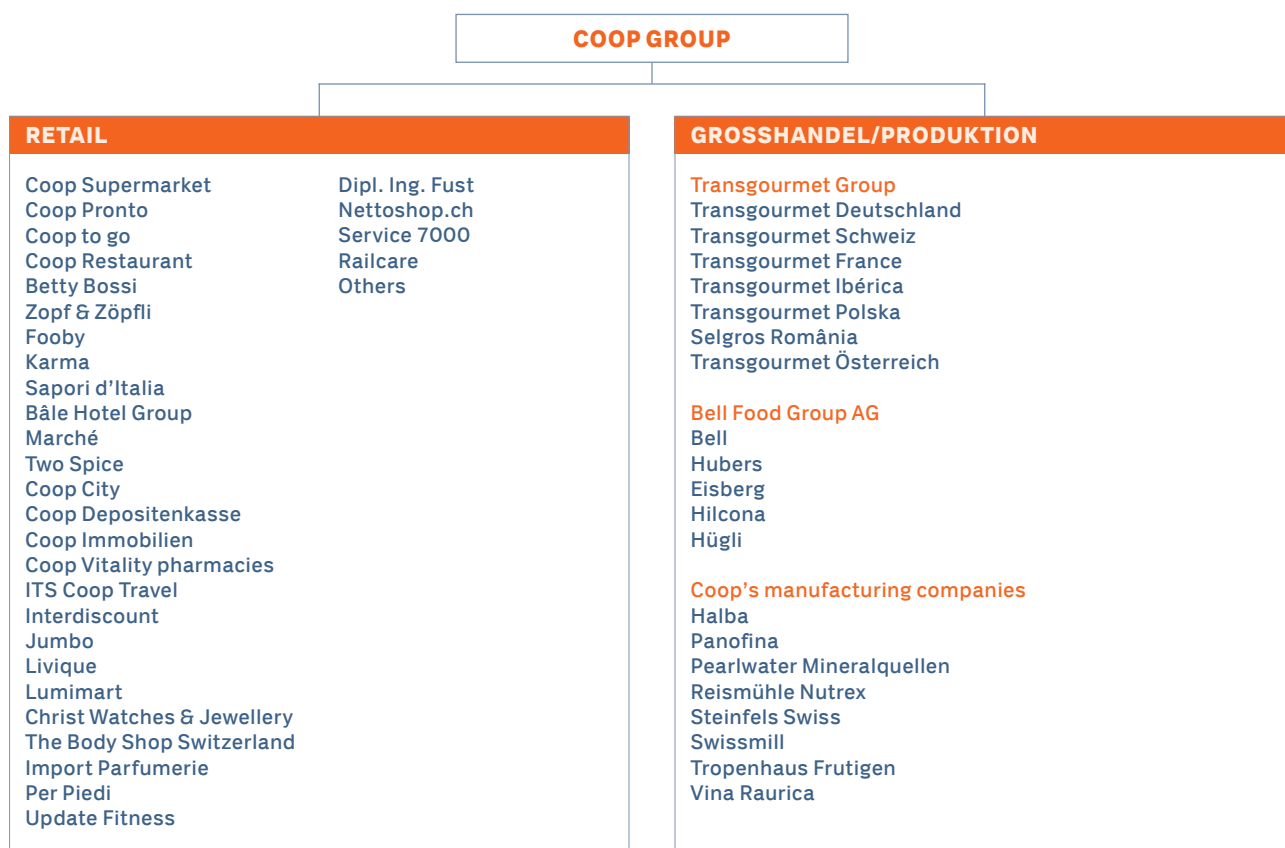 COOP GROUP
RETAIL
Coop Supermarket
Coop Pronto
Coop to go
Coop Restaurant
Betty Bossi
Zopf & Zöpfli
Fooby
Karma
Sapori d’Italia
Bâle Hotel Group
Marché
Two Spice
Coop City
Coop Depositenkasse
Coop Immobilien
Coop Vitality pharmacies
ITS Coop Travel
Interdiscount
Jumbo
Livique
Lumimart
Christ Watches & Jewellery
The Body Shop Switzerland
Import Parfumerie
Per Piedi
Update Fitness
Dipl. Ing. Fust
Nettoshop.ch
Service 7000
Railcare
Others
GROSSHANDEL/PRODUKTION
Transgourmet Group
Transgourmet Deutschland
Transgourmet Schweiz
Transgourmet France
Transgourmet Ibérica
Transgourmet Polska
Selgros România
Transgourmet Österreich
Bell Food Group AG
Bell
Hubers
Eisberg
Hilcona
Hügli
Coop’s manufacturing companies
Halba
Panofina
Pearlwater Mineralquellen
Reismühle Nutrex
Steinfels Swiss
Swissmill
Tropenhaus Frutigen
Vina Raurica